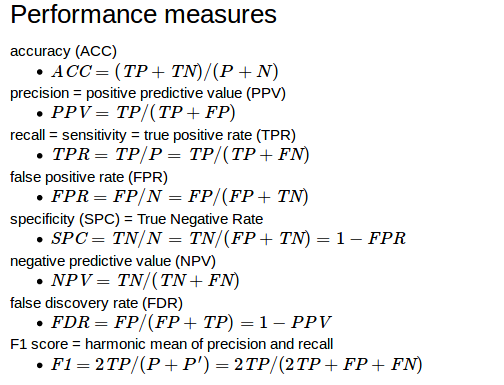 Performance measures
accuracy (ACC)
• ACC = (TP + TN)/(P + N)
precision = positive predictive value (PPV)
• PPV = TP/(TP + FP)
recall = sensitivity = true positive rate (TPR)
• TPR = TP/P = TP/(TP + FN)
false positive rate (FPR)
• FPR = FP/N = FP/(FP + TN)
specificity (SPC) = True Negative Rate
• SPC = TN/N = TN/(FP + TN) = 1 − FPR
negative predictive value (NPV)
• NPV = TN/(TN + FN)
false discovery rate (FDR)
• FDR = FP/(FP + TP) = 1 − PPV
F1 score = harmonic mean of precision and recall
• F1 = 2TP/(P + P′) = 2TP/(2TP + FP + FN)